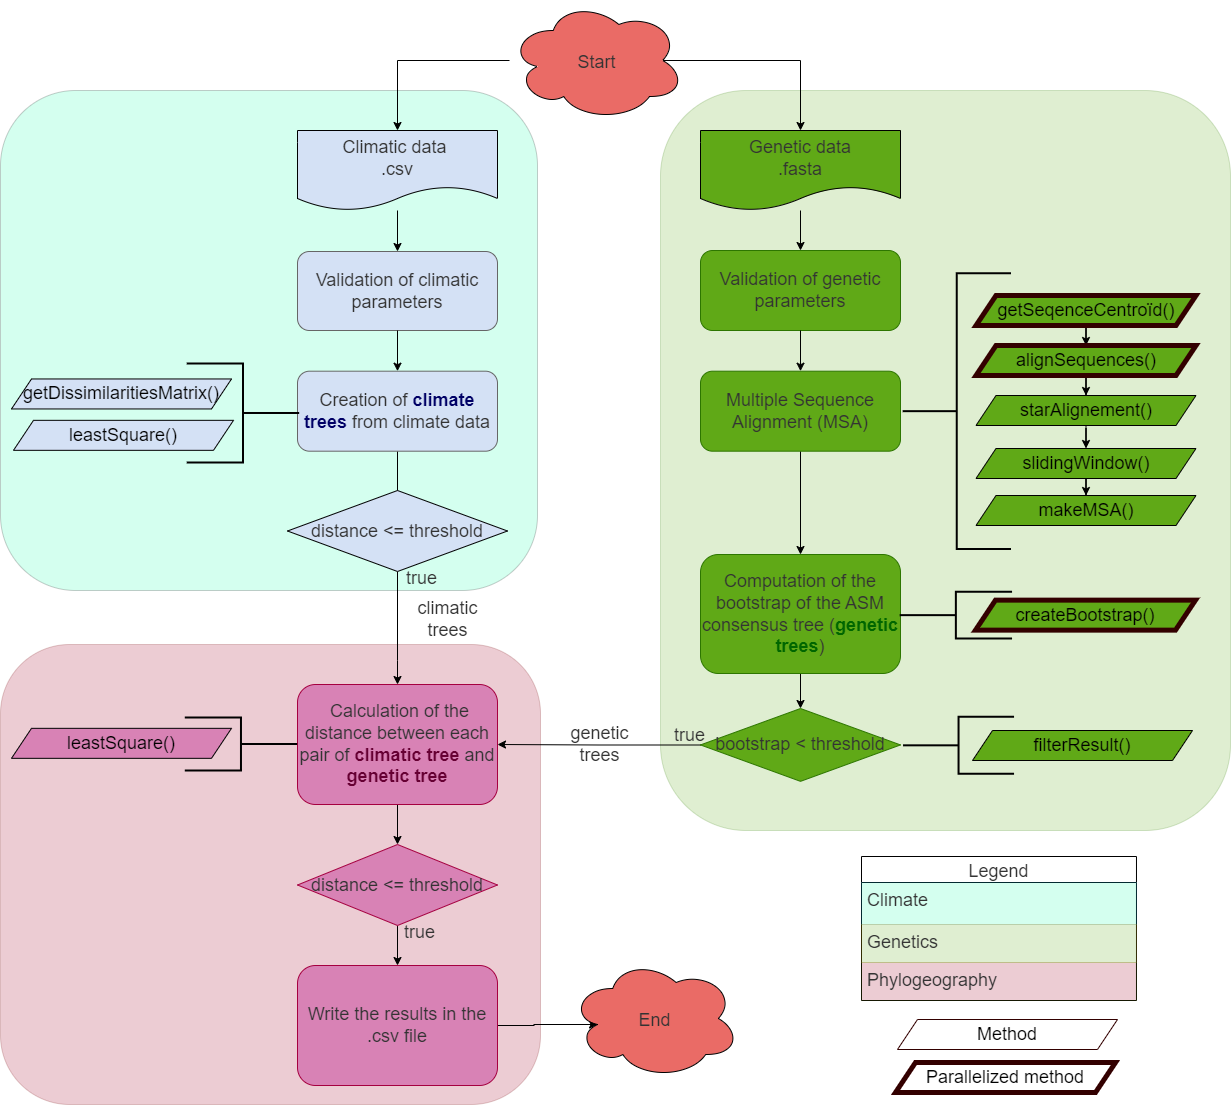 Start
Climatic data
.csv
Validation of climatic
parameters
Creation of climate
trees from climate data
getDissimilaritiesMatrix()
leastSquare()
distance <= threshold
true
climatic
trees
Genetic data
.fasta
Validation of genetic
parameters
Multiple Sequence
Alignment (MSA)
getSeqenceCentroïd()
alignSequences()
starAlignement()
slidingWindow()
makeMSA()
Computation of the
bootstrap of the ASM
consensus tree (genetic
trees)
createBootstrap()
bootstrap < threshold
filterResult()
true
genetic
trees
Calculation of the
distance between each
pair of climatic tree and
genetic tree
leastSquare()
distance <= threshold
true
Write the results in the
.csv file
End
Legend
Climate
Genetics
Phylogeography
Method
Parallelized method